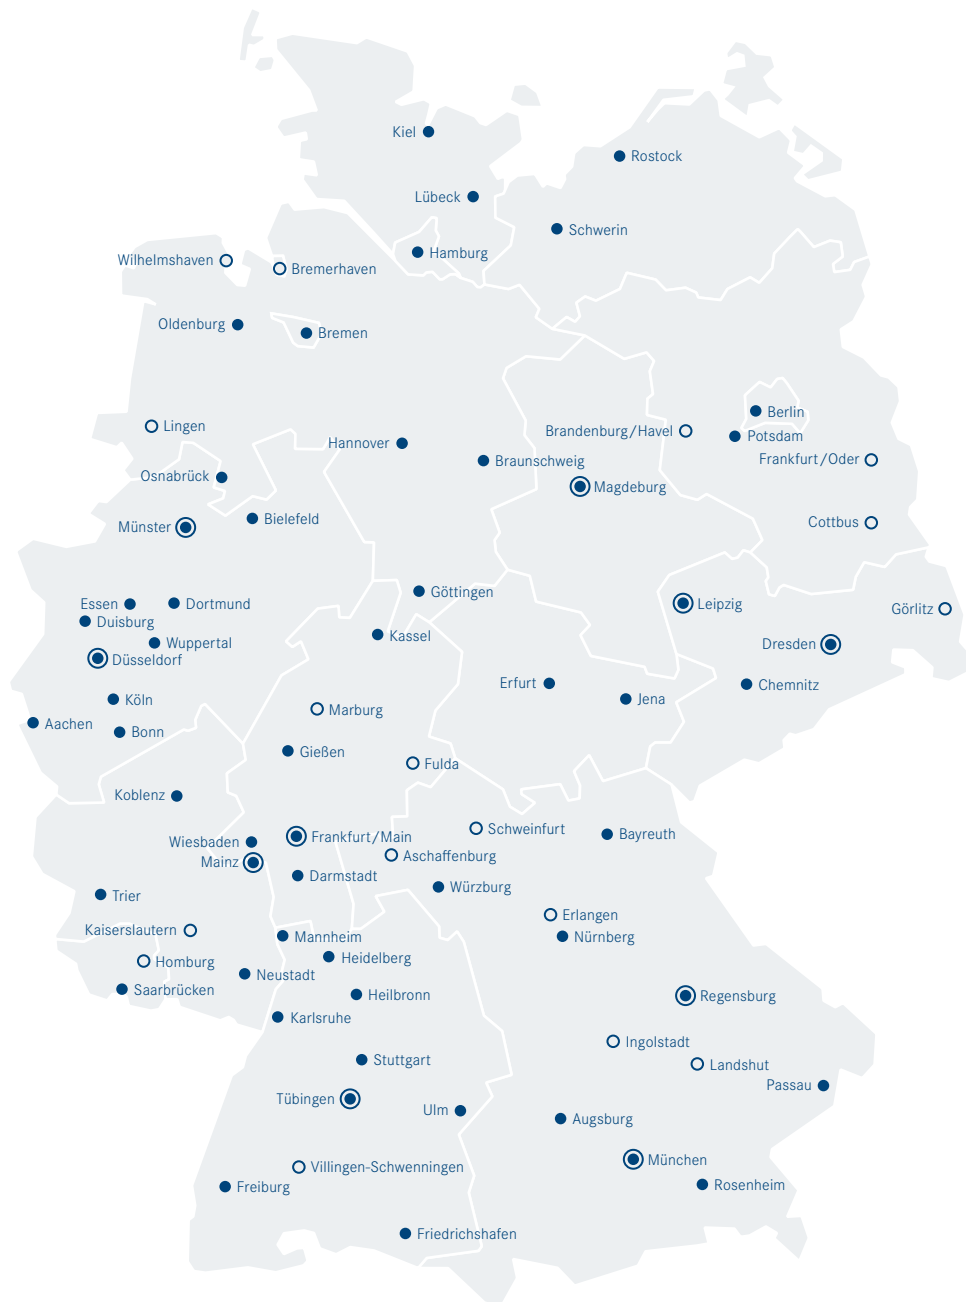 Kiel
Rostock
Lübeck
Schwerin
Hamburg
Wilhelmshaven
Bremerhaven
Oldenburg
Bremen
Berlin
Lingen
Brandenburg/Havel
Potsdam
Hannover
Frankfurt/Oder
Braunschweig
Osnabrück
Magdeburg
Bielefeld
Cottbus
Münster
Göttingen
Essen
Dortmund
Leipzig
Görlitz
Duisburg
Kassel
Wuppertal
Dresden
Düsseldorf
Erfurt
Chemnitz
Köln
Jena
Marburg
Aachen
Bonn
Gießen
Fulda
Koblenz
Schweinfurt
Bayreuth
Frankfurt/Main
Wiesbaden
Aschaffenburg
Mainz
Darmstadt
Würzburg
Trier
Erlangen
Kaiserslautern
Mannheim
Nürnberg
Heidelberg
Homburg
Neustadt
Saarbrücken
Heilbronn
Regensburg
Karlsruhe
Ingolstadt
Stuttgart
Landshut
Passau
Tübingen
Ulm
Augsburg
München
Villingen-Schwenningen
Rosenheim
Freiburg
Friedrichshafen